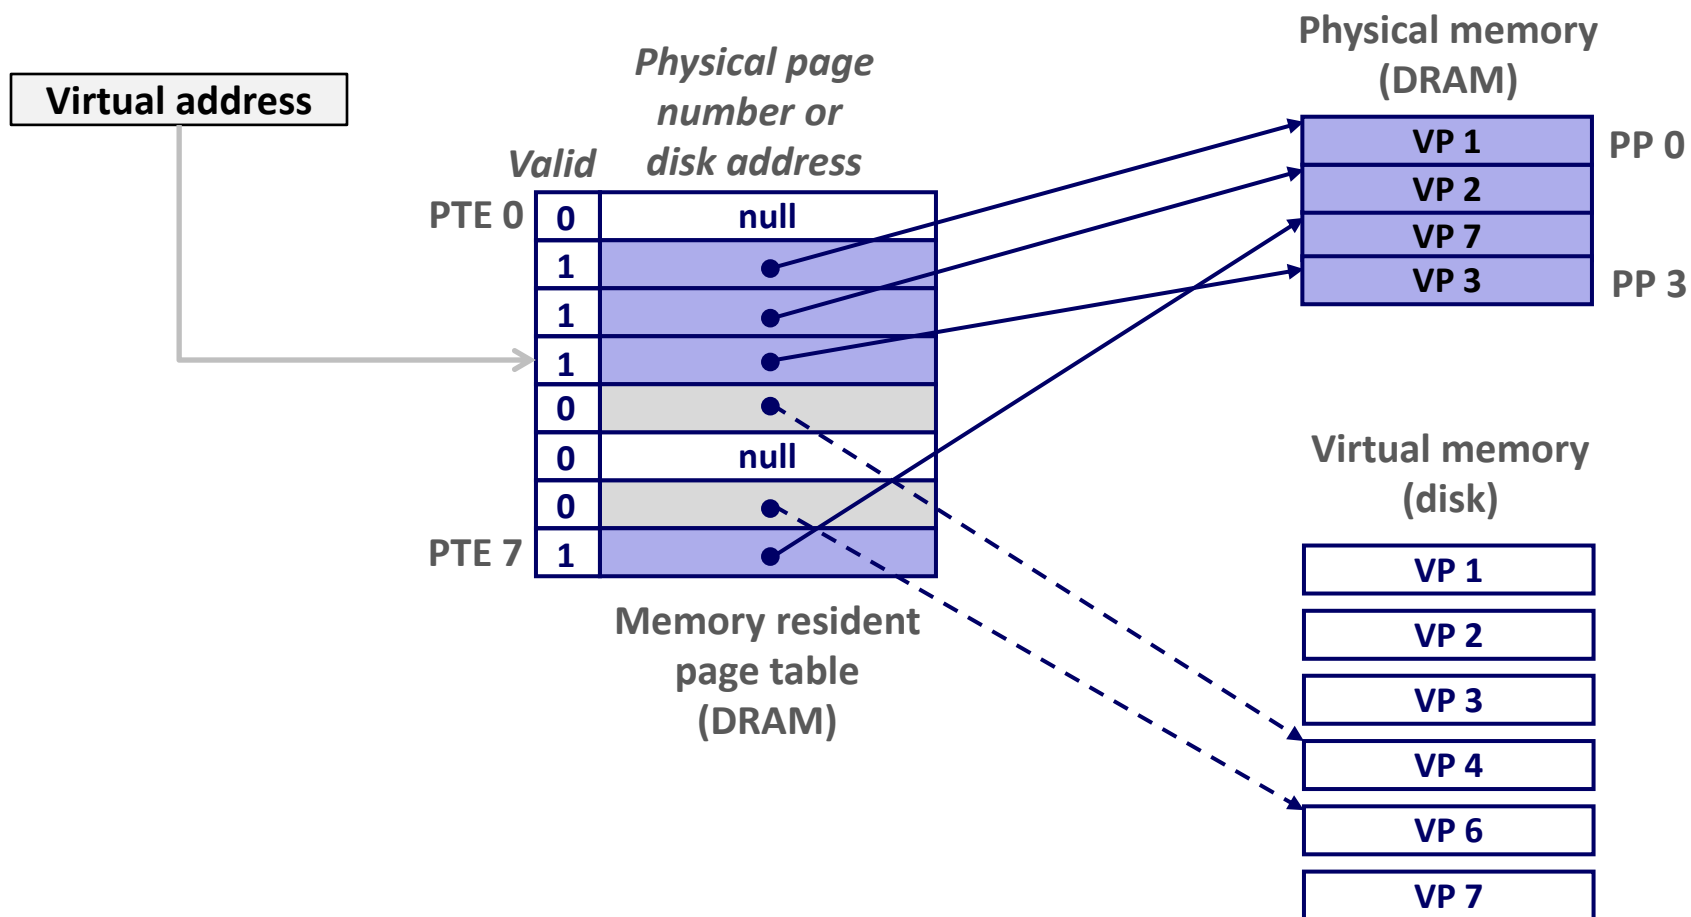 Virtual address
Physical page
number or
disk address
Valid
PTE 0
0
null
1
1
1
0
0
null
0
PTE 7
1
Memory resident
page table
(DRAM)
Physical memory
(DRAM)
VP 1
PP 0
VP 2
VP 7
VP 3
PP 3
Virtual memory
(disk)
VP 1
VP 2
VP 3
VP 4
VP 6
VP 7